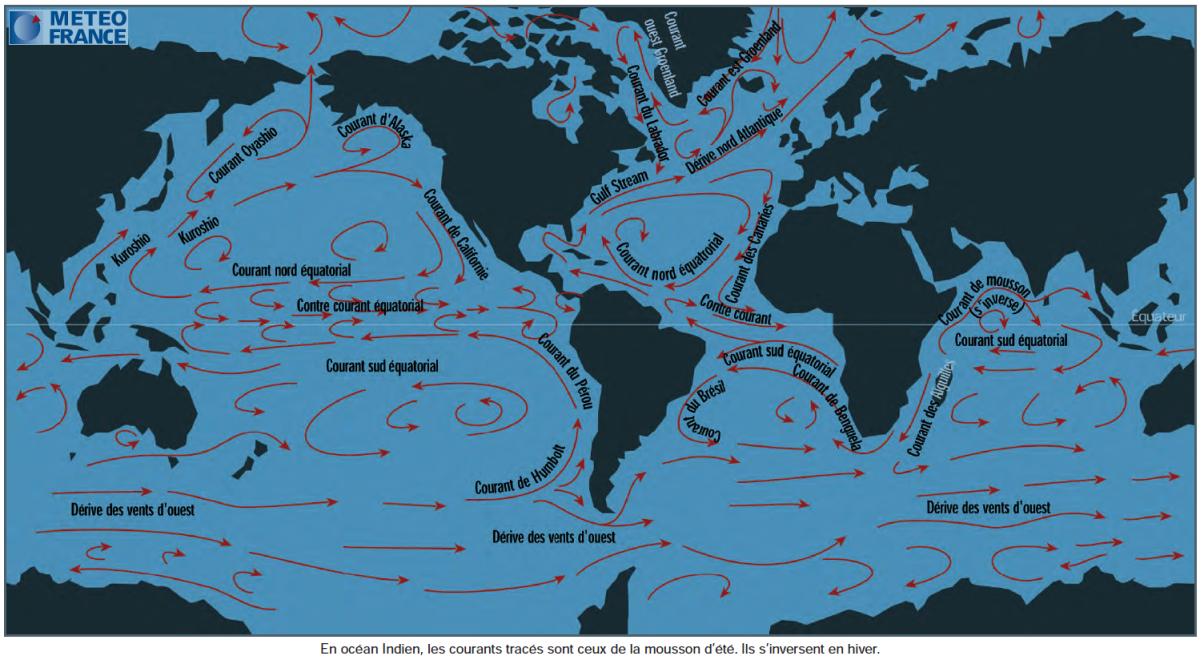 METEO
FRANCE
Courant
ouest Groenland
Courant est Groenland
Courant du Labrador
Dérive nord Atlantique
Courant d'Alaska
Courant Oyashio
Gulf Stream
Kuroshio
Kuroshio
Courant de Californie
Courant nord équatorial
Courant des Canaries
Courant nord équatorial
Contre courant équatorial
Contre courant
Courant de mousson
(s'inverse)
Equateur
Courant sud équatorial
Courant sud équatorial
Courant sud équatorial
Courant du Pérou
Courant du Brésil
Courant de Benguela
Courant des Aiguilles
Courant de Humbolt
Dérive des vents d'ouest
Dérive des vents d'ouest
Dérive des vents d'ouest
En océan Indien, les courants tracés sont ceux de la mousson d'été. Ils s'inversent en hiver.